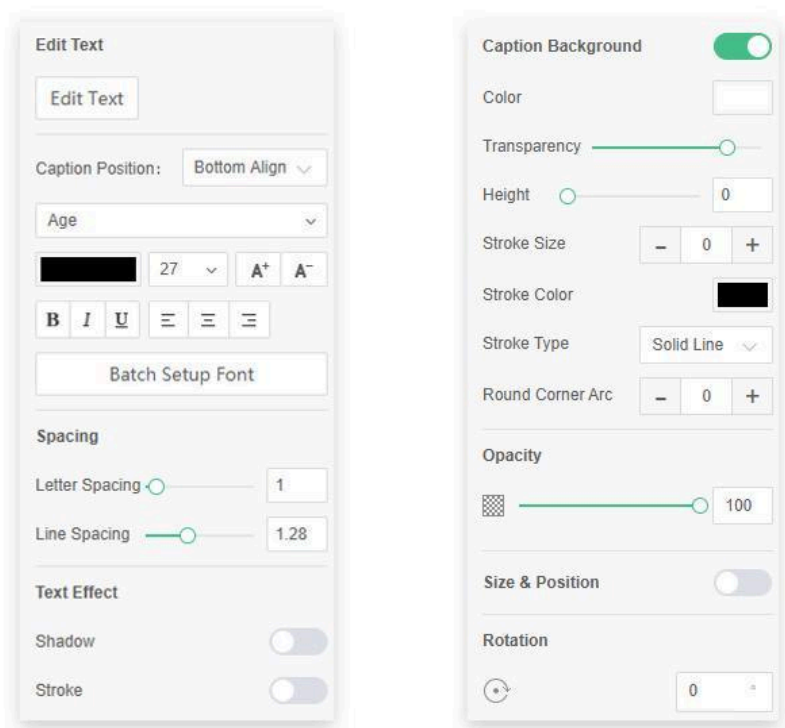 Edit Text
Edit Text
Caption Position: Bottom Align
Age
27 A+ A-
B I U
Batch Setup Font
Spacing
Letter Spacing 1
Line Spacing 1.28
Text Effect
Shadow
Stroke
Caption Background
Color
Transparency
Height 0
Stroke Size - 0 +
Stroke Color
Stroke Type Solid Line
Round Corner Arc - 0 +
Opacity
100
Size & Position
Rotation
0 °